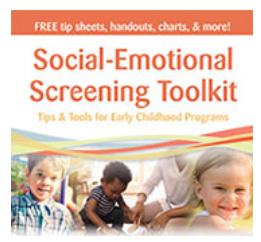 FREE tip sheets, handouts, charts, & more!
Social-Emotional
Screening Toolkit
Tips & Tools for Early Childhood Programs